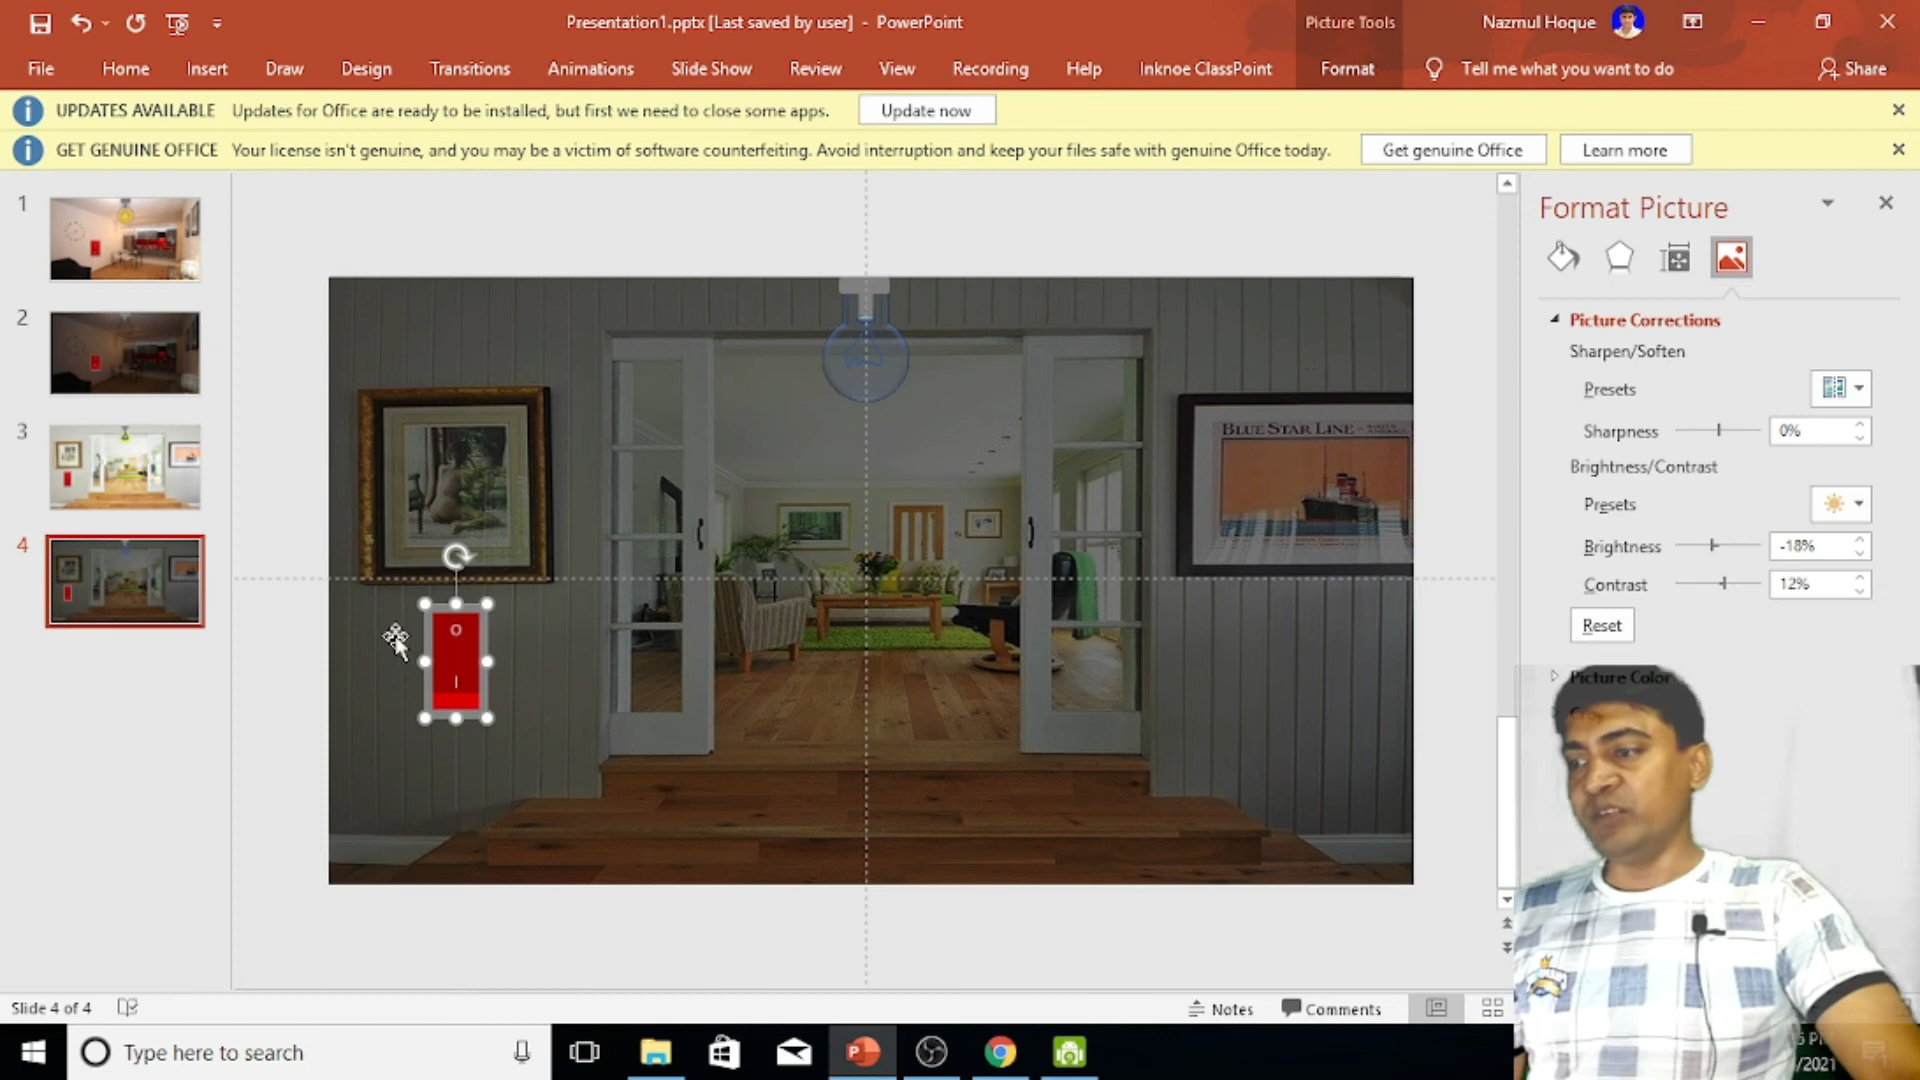 Presentation1.pptx [Last saved by user] - PowerPoint
Picture Tools
Nazmul Hoque
File Home Insert Draw Design Transitions Animations Slide Show Review View Recording Help Inknoe ClassPoint Format Tell me what you want to do Share
UPDATES AVAILABLE Updates for Office are ready to be installed, but first we need to close some apps. Update now
GET GENUINE OFFICE Your license isn't genuine, and you may be a victim of software counterfeiting. Avoid interruption and keep your files safe with genuine Office today. Get genuine Office Learn more
1
2
3
4
BLUE STAR LINE
O
I
Format Picture
Picture Corrections
Sharpen/Soften
Presets
Sharpness 0%
Brightness/Contrast
Presets
Brightness -18%
Contrast 12%
Reset
Picture Color
Slide 4 of 4
Notes Comments
Type here to search
/2021